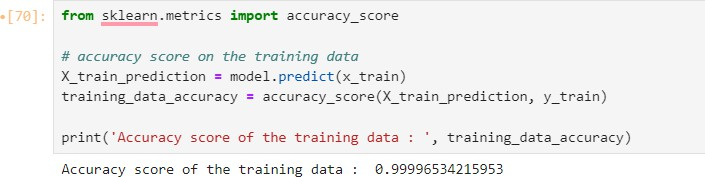 [70]: from sklearn.metrics import accuracy_score
# accuracy score on the training data
X_train_prediction = model.predict(x_train)
training_data_accuracy = accuracy_score(X_train_prediction, y_train)
print('Accuracy score of the training data : ', training_data_accuracy)
Accuracy score of the training data :  0.99996534215953